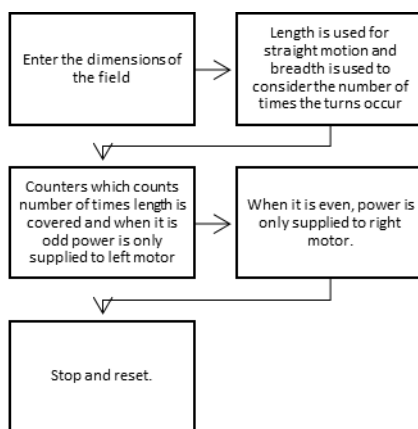 Enter the dimensions of
the field
Length is used for
straight motion and
breadth is used to
consider the number of
times the turns occur
Counters which counts
number of times length is
covered and when it is
odd power is only
supplied to left motor
When it is even, power is
only supplied to right
motor.
Stop and reset.